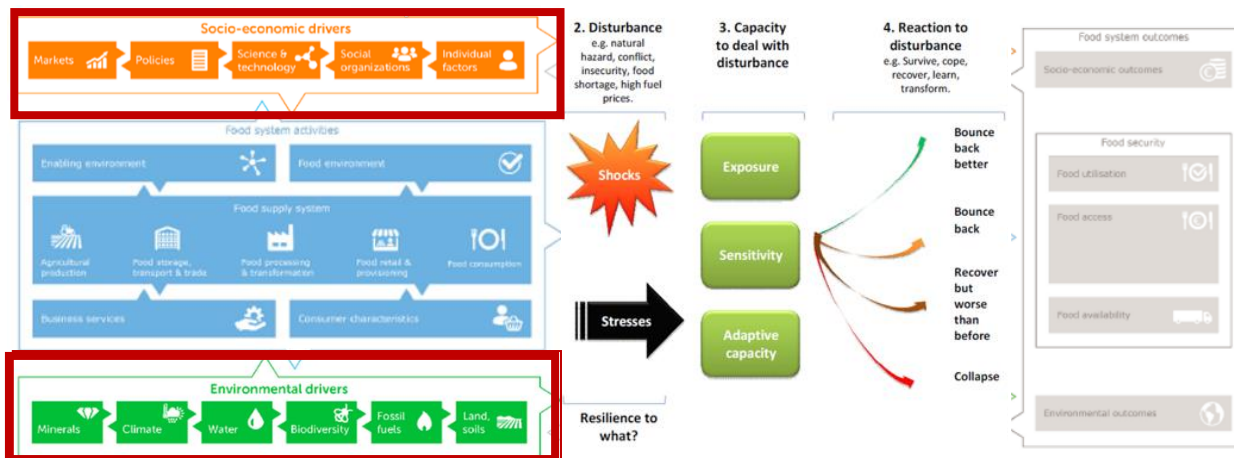 Socio-economic drivers
Markets
Policies
Science &
technology
Social
organizations
Individual
factors
Food system activities
Enabling environment
Food environment
Food supply system
Agricultural
production
Food storage,
transport & trade
Food processing
& transformation
Food retail &
provisioning
Food consumption
Business services
Consumer characteristics
Environmental drivers
Minerals
Climate
Water
Biodiversity
Fossil
fuels
Land,
soils
2. Disturbance
e.g. natural
hazard, conflict,
insecurity, food
shortage, high fuel
prices.
Shocks
Stresses
Resilience to
what?
3. Capacity
to deal with
disturbance
Exposure
Sensitivity
Adaptive
capacity
4. Reaction to
disturbance
e.g. Survive, cope,
recover, learn,
transform.
Bounce
back
better
Bounce
back
Recover
but
worse
than
before
Collapse
Food system outcomes
Socio-economic outcomes
Food security
Food utilisation
Food access
Food availability
Environmental outcomes